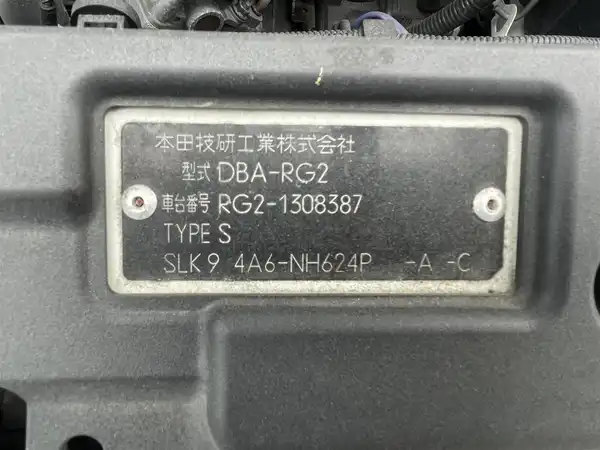 本田技研工業株式会社
型式 DBA-RG2
車台番号 RG2-1308387
TYPE S
SLK9 4A6-NH624P -A -C